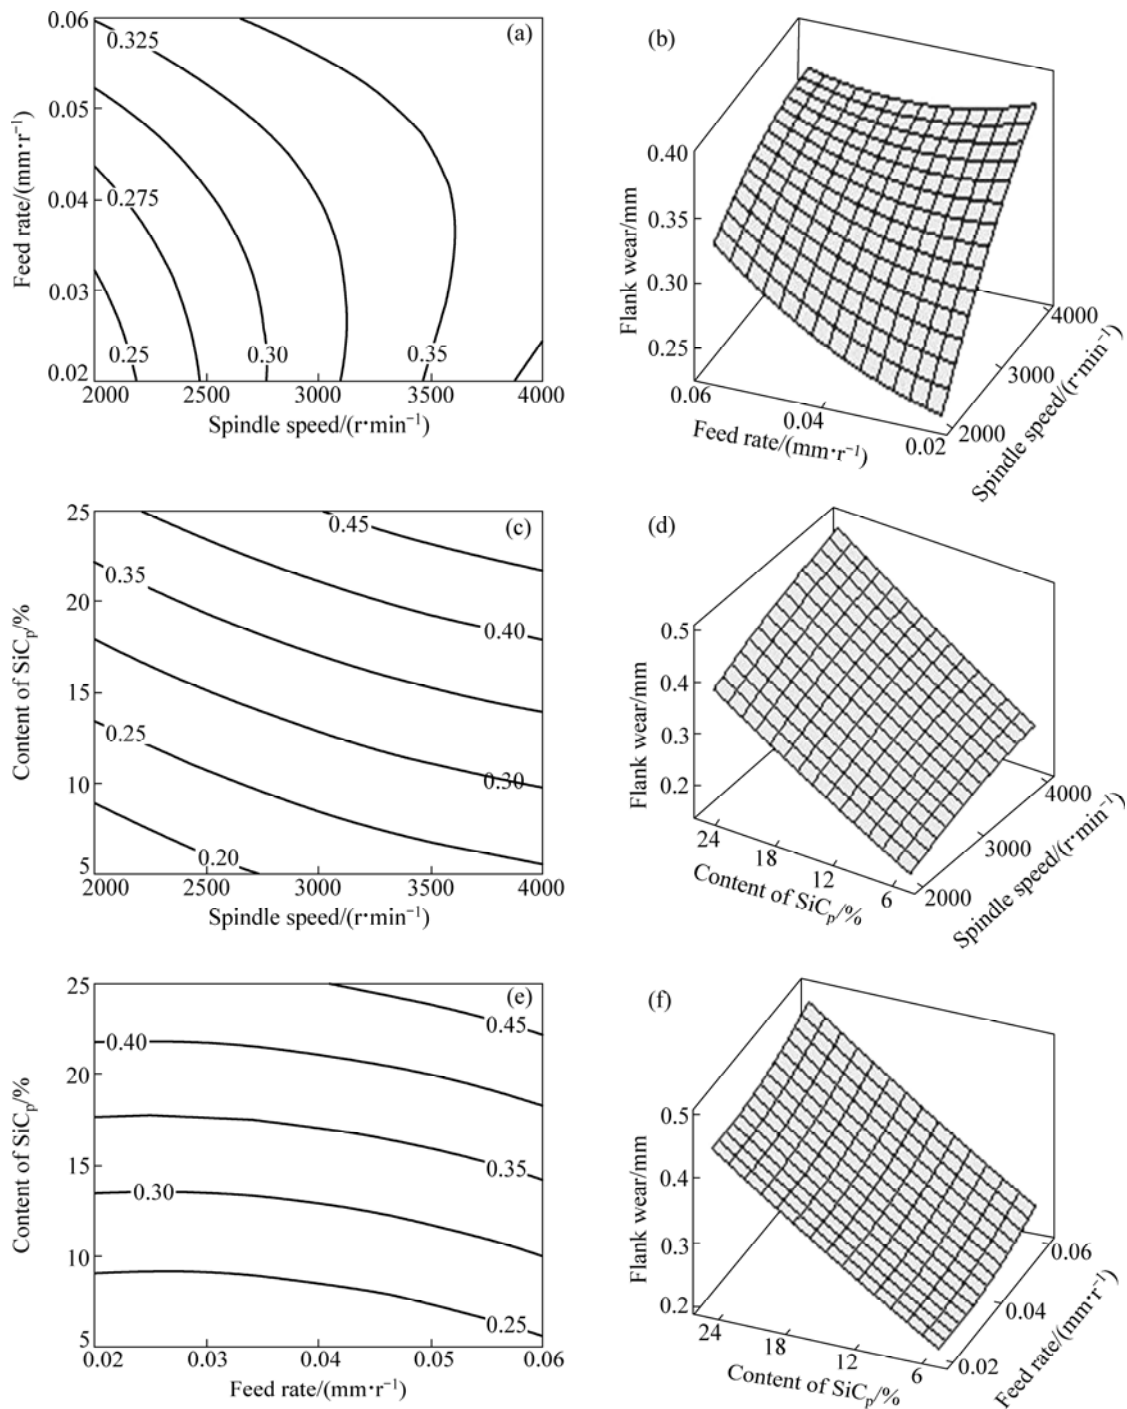 (a)
0.06
0.05
0.04
0.03
0.02
Feed rate/(mm·r⁻¹)
0.325
0.275
0.25
0.30
0.35
2000 2500 3000 3500 4000
Spindle speed/(r·min⁻¹)
(b)
0.40
0.35
0.30
0.25
Flank wear/mm
0.06
0.04
0.02
Feed rate/(mm·r⁻¹)
2000
3000
4000
Spindle speed/(r·min⁻¹)
(c)
25
20
15
10
5
Content of SiCp/%
0.45
0.35
0.40
0.25
0.30
0.20
2000 2500 3000 3500 4000
Spindle speed/(r·min⁻¹)
(d)
0.5
0.4
0.3
0.2
Flank wear/mm
24
18
12
6
Content of SiCp/%
2000
3000
4000
Spindle speed/(r·min⁻¹)
(e)
25
20
15
10
5
Content of SiCp/%
0.45
0.40
0.35
0.30
0.25
0.02 0.03 0.04 0.05 0.06
Feed rate/(mm·r⁻¹)
(f)
0.5
0.4
0.3
0.2
Flank wear/mm
24
18
12
6
Content of SiCp/%
0.02
0.04
0.06
Feed rate/(mm·r⁻¹)